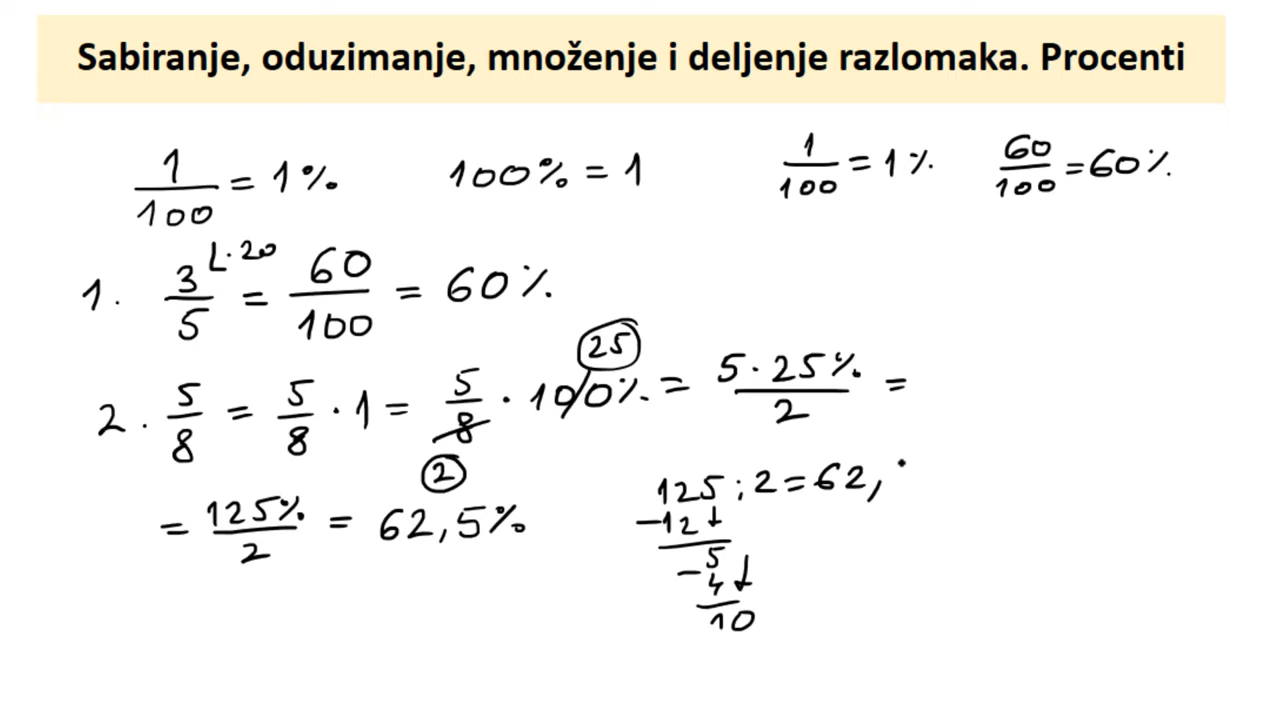 Sabiranje, oduzimanje, množenje i deljenje razlomaka. Procenti
1/100 = 1% 100% = 1 1/100 = 1% 60/100 = 60%
1. 3/5 L·20 = 60/100 = 60%
2. 5/8 = 5/8 · 1 = 5/8 · 100% = 5·25%/2 =
25
2
= 125%/2 = 62,5%
125:2=62,
-12↓
5
-4↓
10